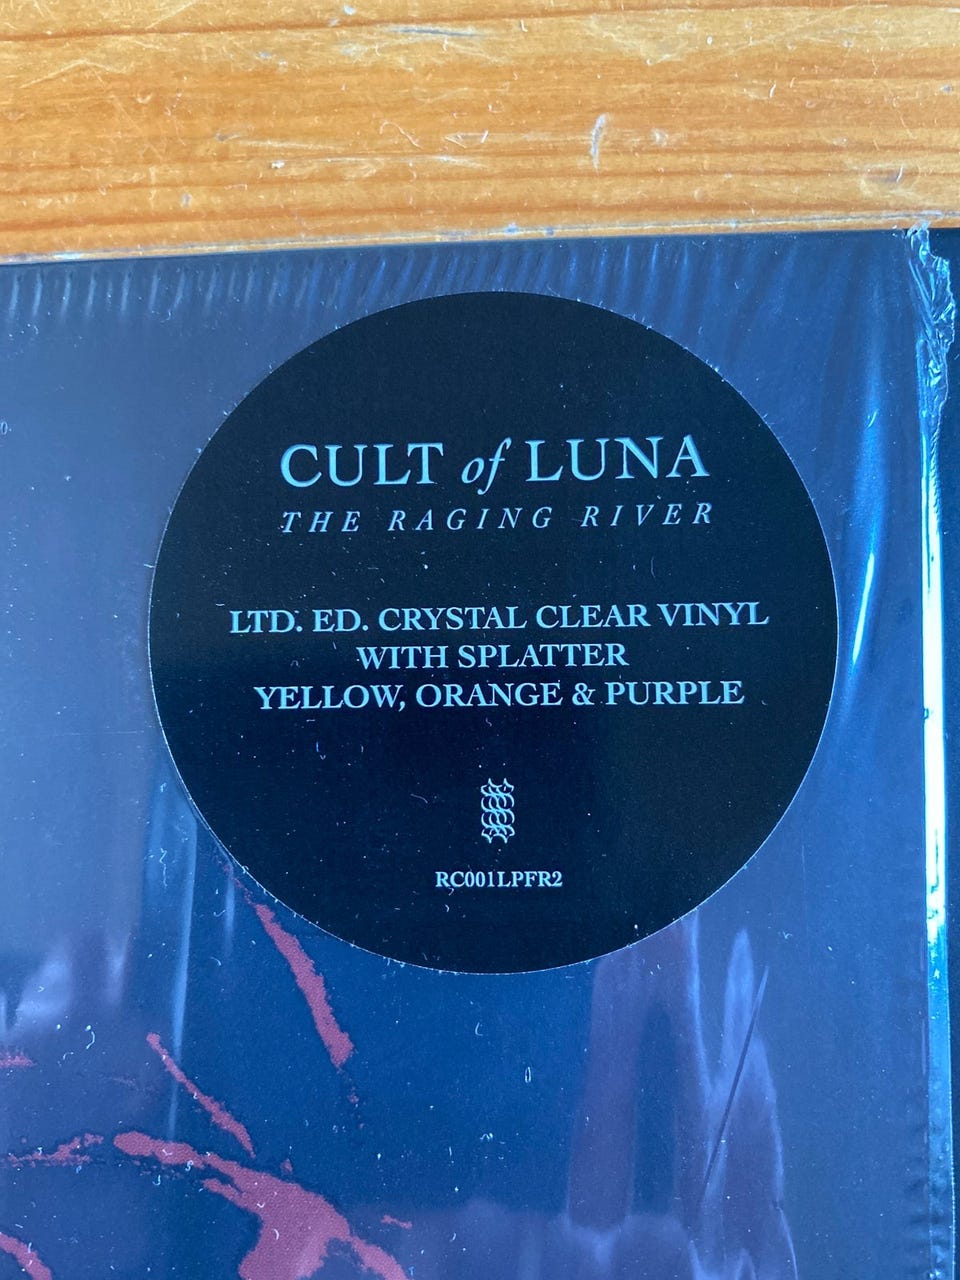 CULT of LUNA
THE RAGING RIVER
LTD. ED. CRYSTAL CLEAR VINYL
WITH SPLATTER
YELLOW, ORANGE & PURPLE
RC001LPFR2